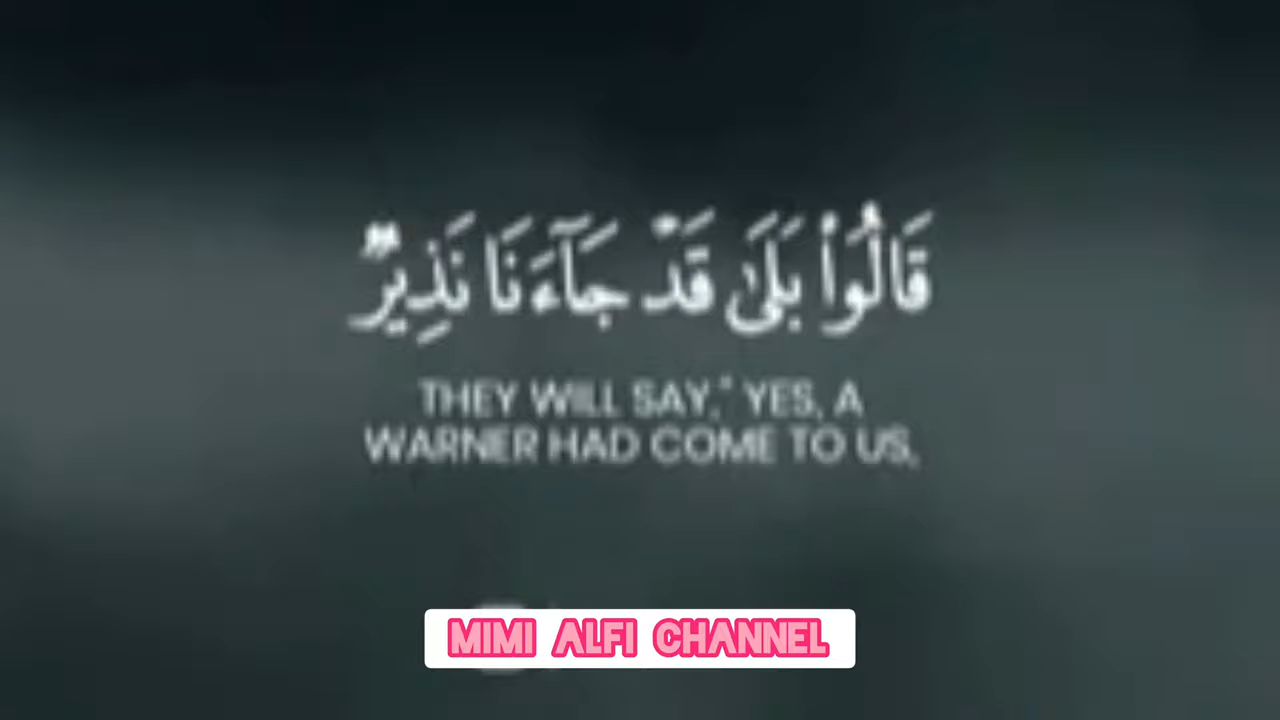 قَالُوا۟ بَلَىٰ قَدْ جَآءَنَا نَذِيرٌ
THEY WILL SAY," YES, A
WARNER HAD COME TO US,
MIMI ALFI CHANNEL